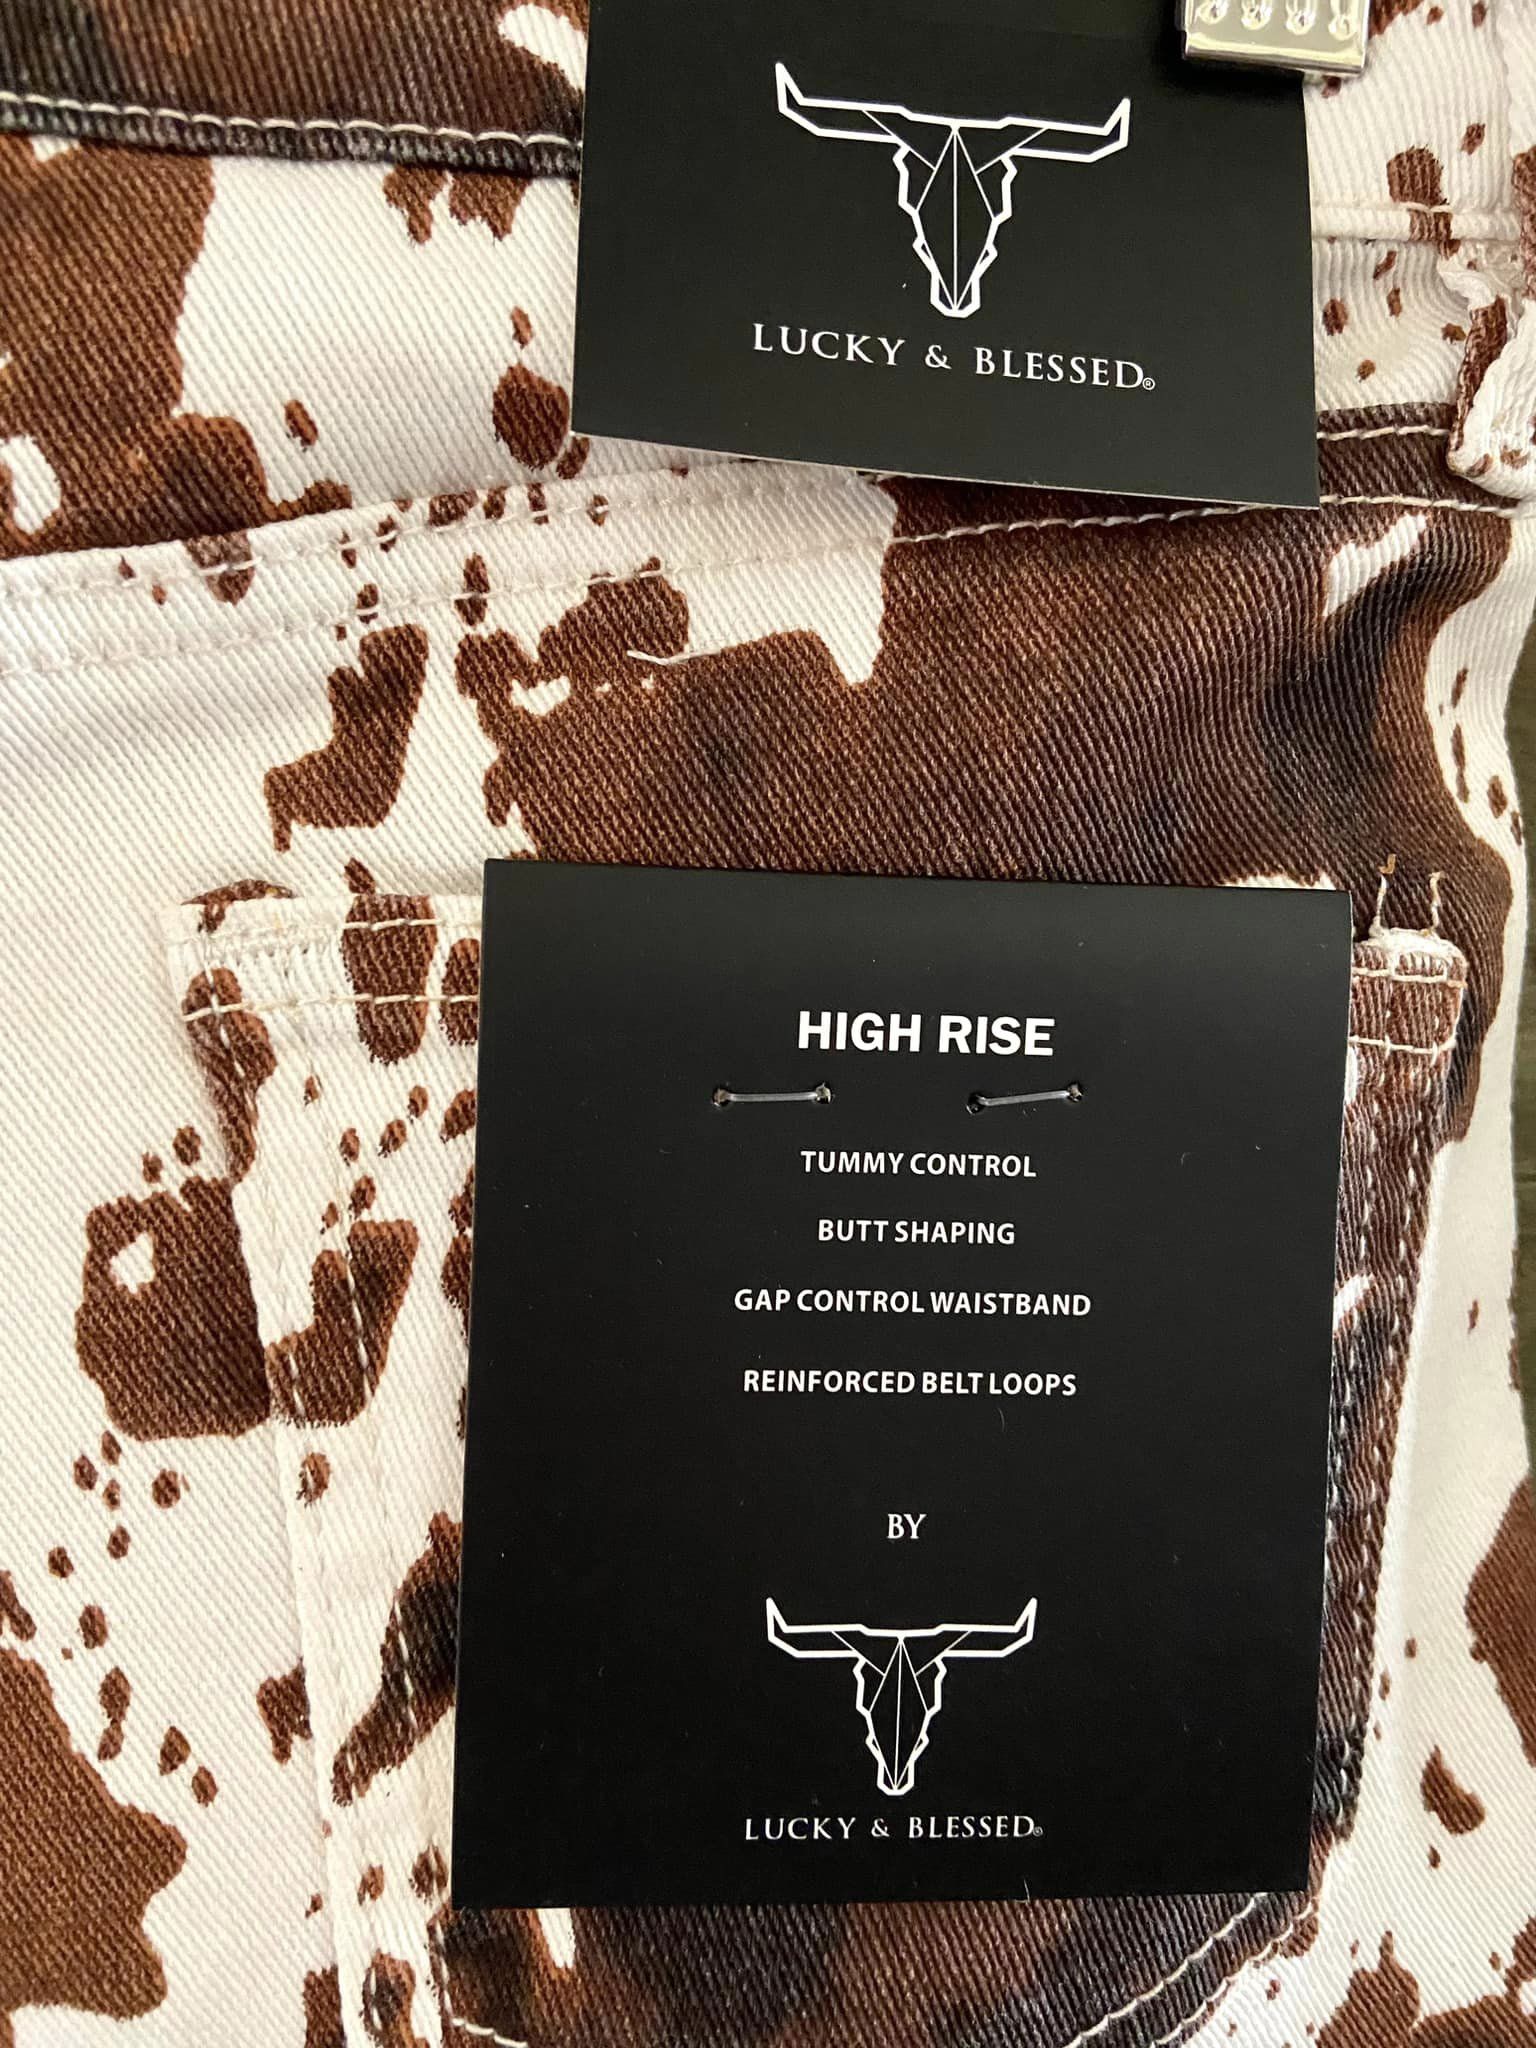 LUCKY & BLESSED®
HIGH RISE
TUMMY CONTROL
BUTT SHAPING
GAP CONTROL WAISTBAND
REINFORCED BELT LOOPS
BY
LUCKY & BLESSED®